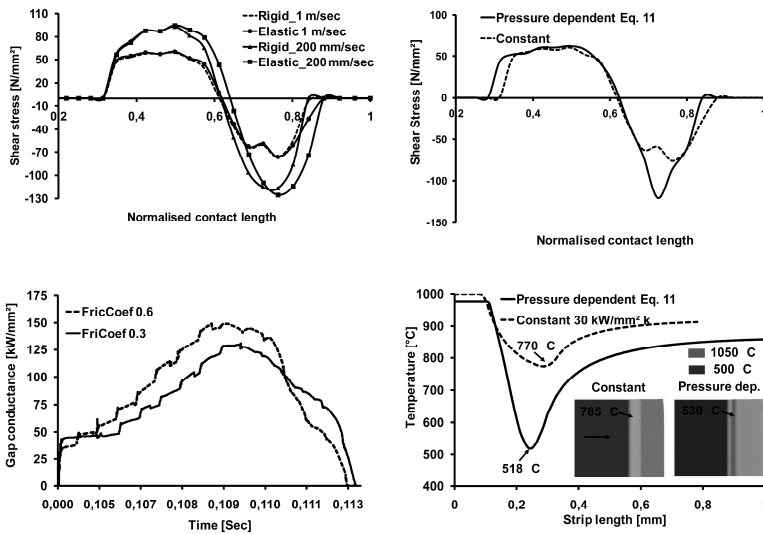 Shear stress [N/mm²]
110
90
70
50
30
10
-10
-30
-50
-70
-90
-110
-130
0,2
0,4
0,6
0,8
1
Rigid_1 m/sec
Elastic 1 m/sec
Rigid_200 mm/sec
Elastic_200 mm/sec
Normalised contact length
Shear Stress [N/mm²]
100
50
0
-50
-100
-150
0,2
0,4
0,6
0,8
1
Pressure dependent Eq. 11
Constant
Normalised contact length
Gap conductance [kW/mm²]
175
150
125
100
75
50
25
0
0,000
0,105
0,107
0,108
0,109
0,110
0,111
0,113
FricCoef 0.6
FriCoef 0.3
Time [Sec]
Temperature [°C]
1000
900
800
700
600
500
400
0
0,2
0,4
0,6
0,8
1
Pressure dependent Eq. 11
Constant 30 kW/mm² k
770 C
1050 C
500 C
Constant
Pressure dep.
785 C
530 C
518 C
Strip length [mm]